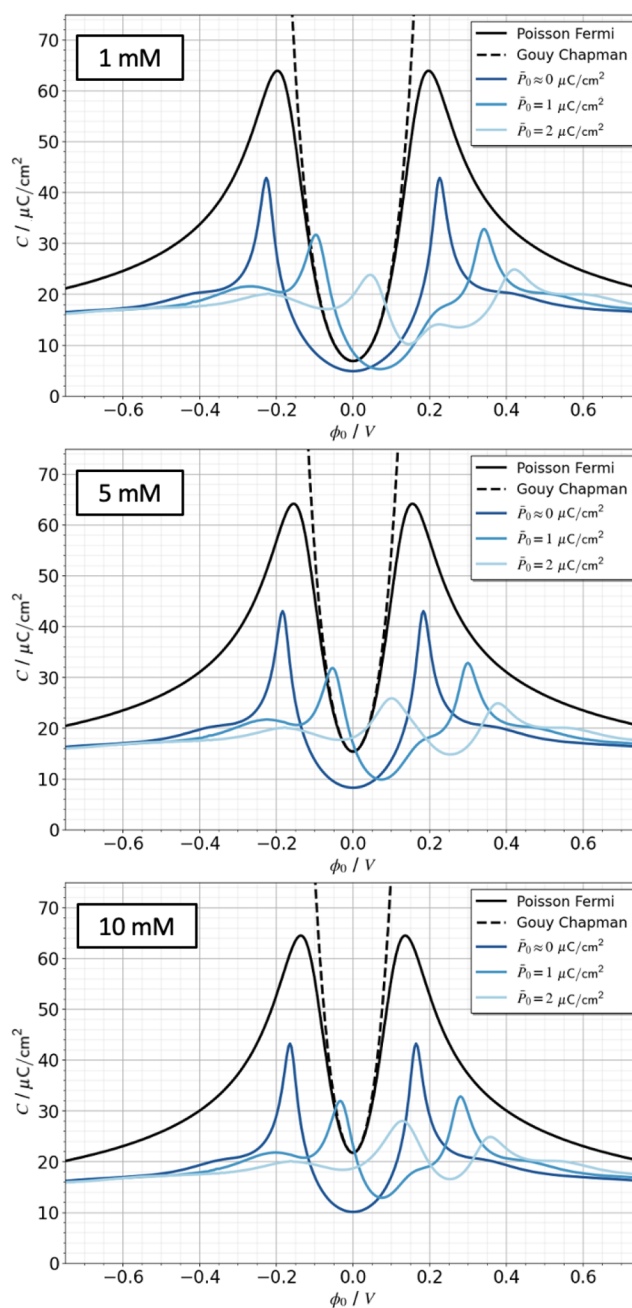 1 mM
Poisson Fermi
Gouy Chapman
P̃₀ ≈ 0 μC/cm²
P̃₀ = 1 μC/cm²
P̃₀ = 2 μC/cm²
C / μC/cm²
70
60
50
40
30
20
10
0
−0.6 −0.4 −0.2 0.0 0.2 0.4 0.6
ϕ₀ / V
5 mM
Poisson Fermi
Gouy Chapman
P̃₀ ≈ 0 μC/cm²
P̃₀ = 1 μC/cm²
P̃₀ = 2 μC/cm²
C / μC/cm²
70
60
50
40
30
20
10
0
−0.6 −0.4 −0.2 0.0 0.2 0.4 0.6
ϕ₀ / V
10 mM
Poisson Fermi
Gouy Chapman
P̃₀ ≈ 0 μC/cm²
P̃₀ = 1 μC/cm²
P̃₀ = 2 μC/cm²
C / μC/cm²
70
60
50
40
30
20
10
0
−0.6 −0.4 −0.2 0.0 0.2 0.4 0.6
ϕ₀ / V